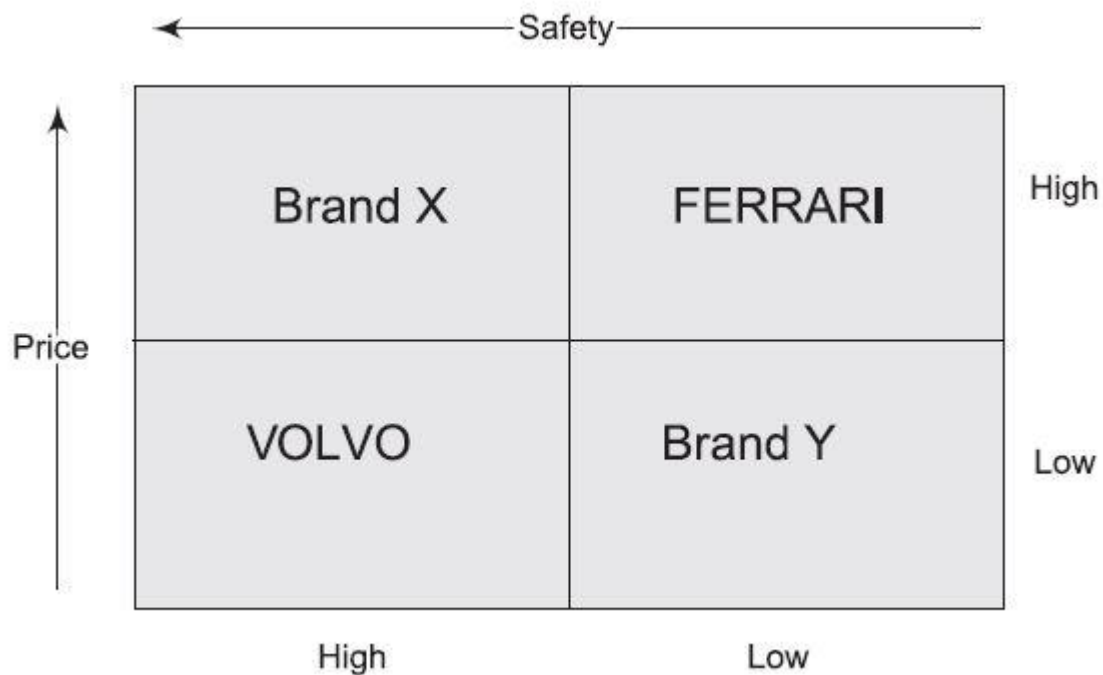 Safety
Brand X
FERRARI
High
Price
VOLVO
Brand Y
Low
High
Low